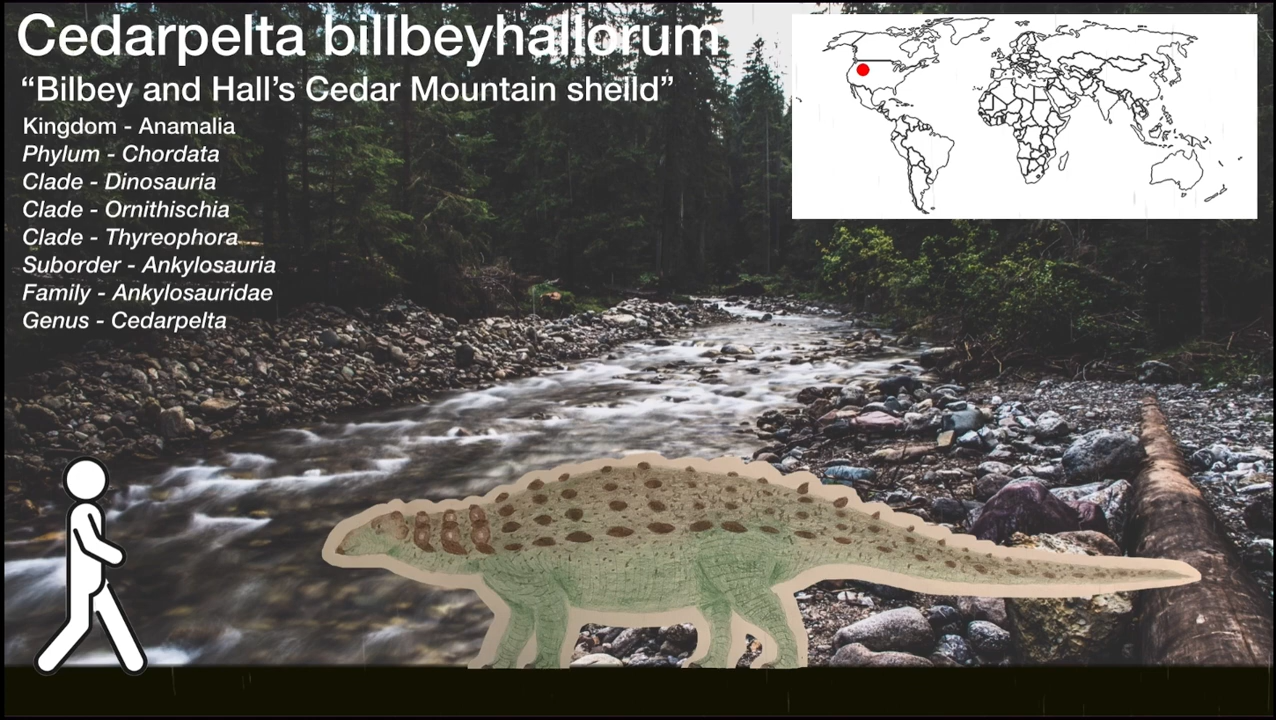 Cedarpelta billbeyhallorum
“Bilbey and Hall’s Cedar Mountain sheild”
Kingdom - Anamalia
Phylum - Chordata
Clade - Dinosauria
Clade - Ornithischia
Clade - Thyreophora
Suborder - Ankylosauria
Family - Ankylosauridae
Genus - Cedarpelta